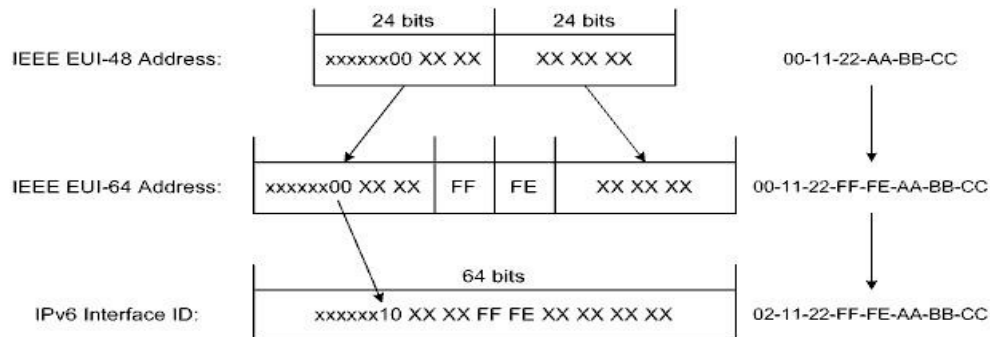 24 bits 24 bits
IEEE EUI-48 Address: xxxxxx00 XX XX XX XX XX 00-11-22-AA-BB-CC
IEEE EUI-64 Address: xxxxxx00 XX XX FF FE XX XX XX 00-11-22-FF-FE-AA-BB-CC
64 bits
IPv6 Interface ID: xxxxxx10 XX XX FF FE XX XX XX XX 02-11-22-FF-FE-AA-BB-CC